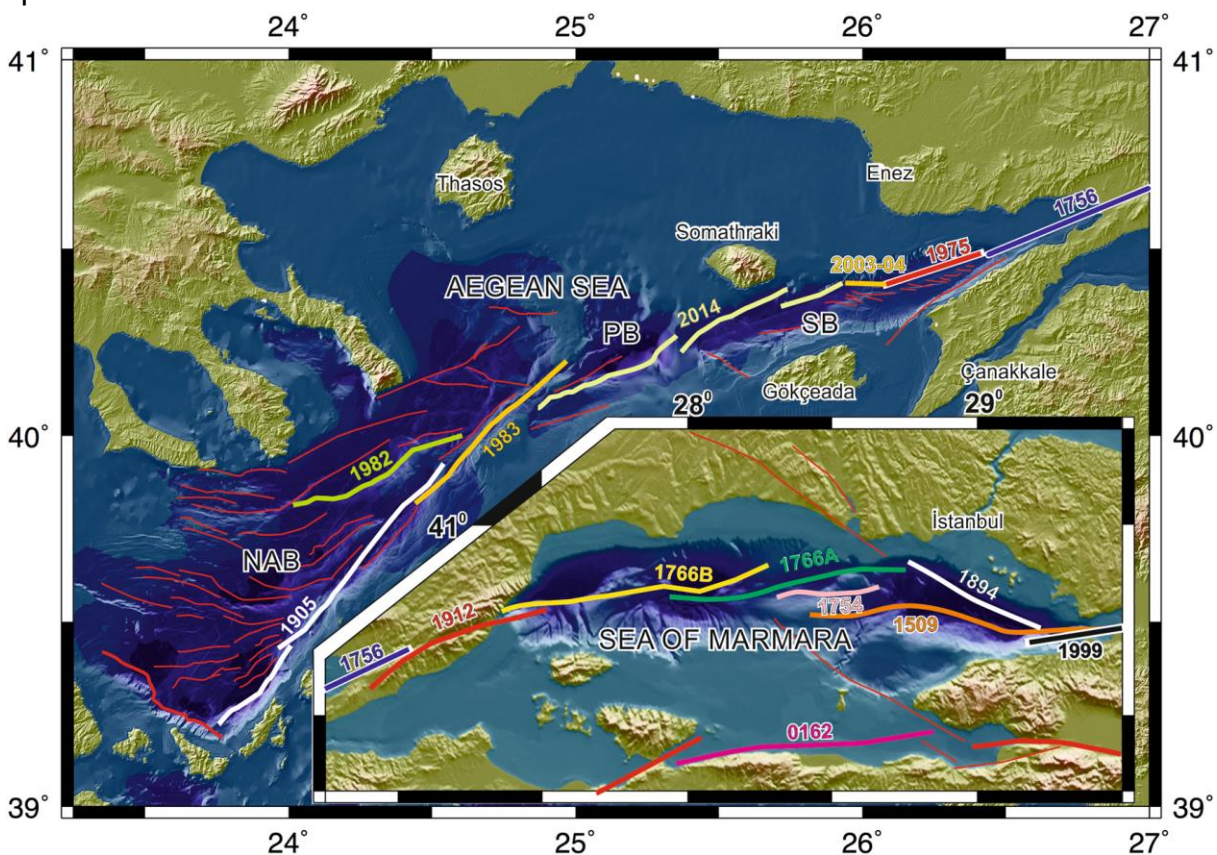 24° 25° 26° 27°
41° 41°
Thasos
Enez
1756
Somathraki
2003-04
1975
AEGEAN SEA
2014
PB
SB
Gökçeada
Çanakkale
28⁰ 29⁰
40° 40°
1983
1982
41⁰
İstanbul
NAB
1766A
1766B
1894
1754
1905
1912
1509
SEA OF MARMARA
1999
1756
0162
39° 39°
24° 25° 26° 27°